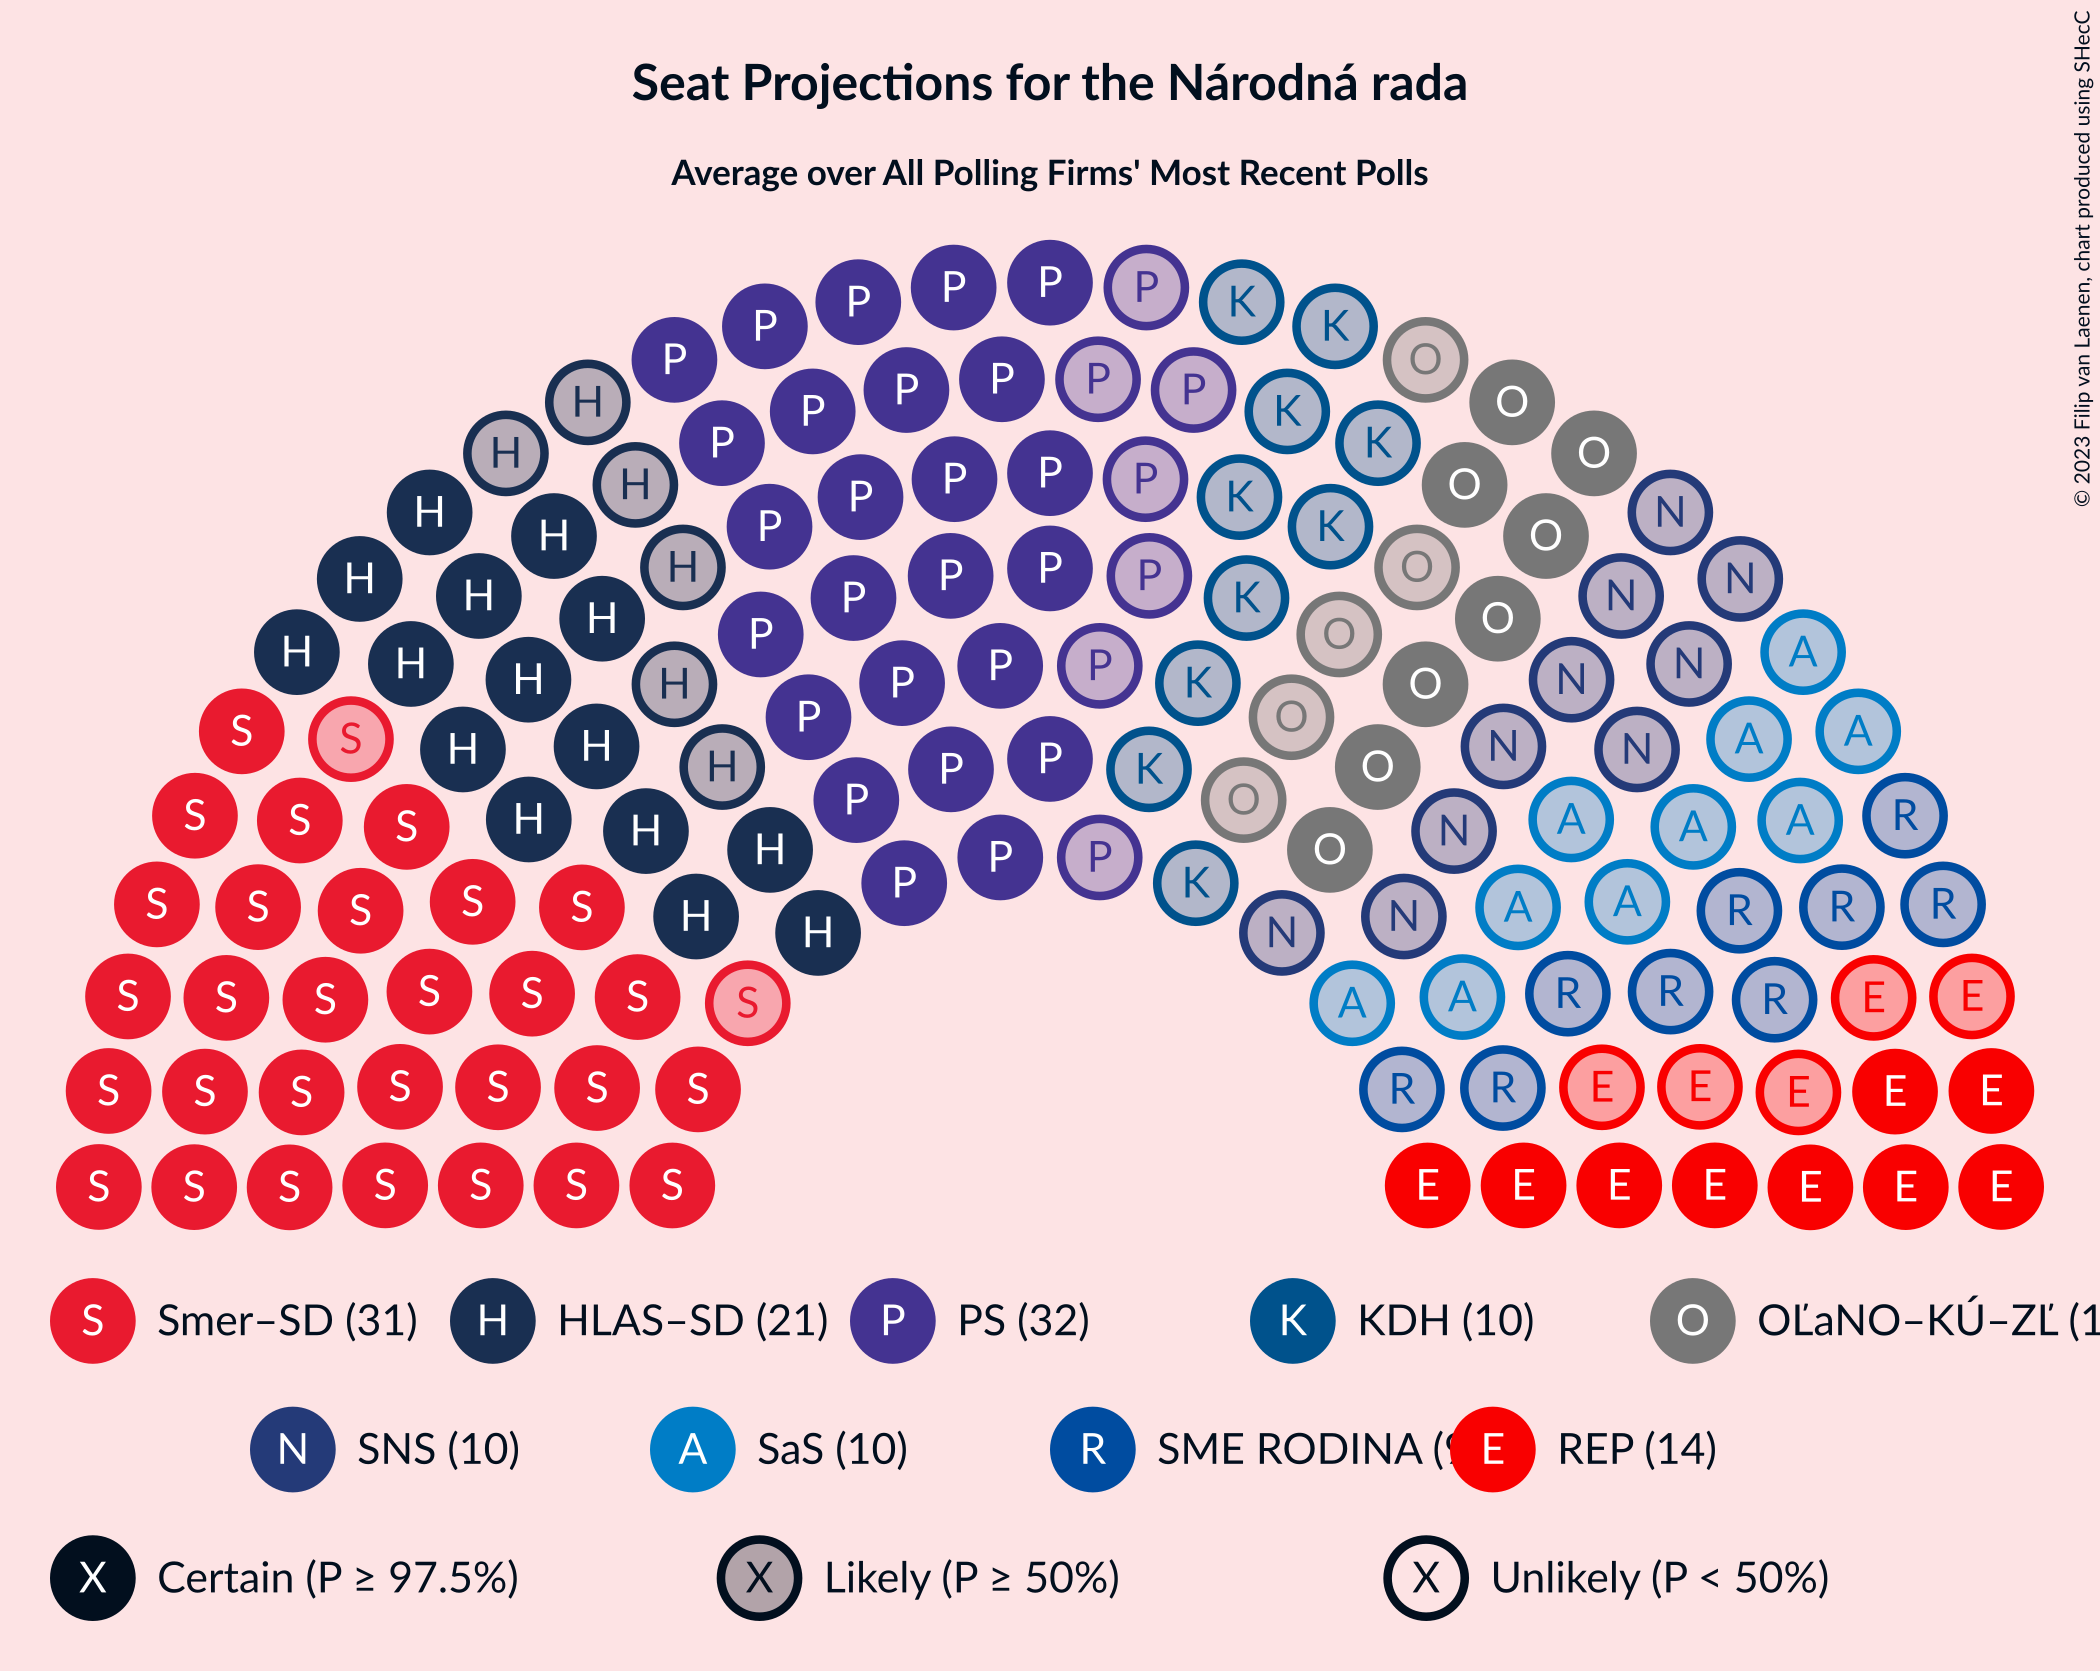 Seat Projections for the Národná rada
Average over All Polling Firms' Most Recent Polls
© 2023 Filip van Laenen, chart produced using SHecC
P P P P P P K K O O O
H H P P P P P P K K O O N
H H H P P P P P K K O O N N
H H H H P P P P P K O O N N A
H H H H P P P P K O O N N A A
S S H H H P P P K O O N N A A R
S S S H H H P P P K O N A A A R
S S S S S H H P N N A A R R R
S S S S S S S A A R R R E E
S S S S S S S R R E E E E E
S S S S S S S E E E E E E E
S Smer–SD (31) H HLAS–SD (21) P PS (32) K KDH (10) O OĽaNO–KÚ–ZĽ (1
N SNS (10) A SaS (10) R SME RODINA ( E REP (14)
X Certain (P ≥ 97.5%) X Likely (P ≥ 50%) X Unlikely (P < 50%)